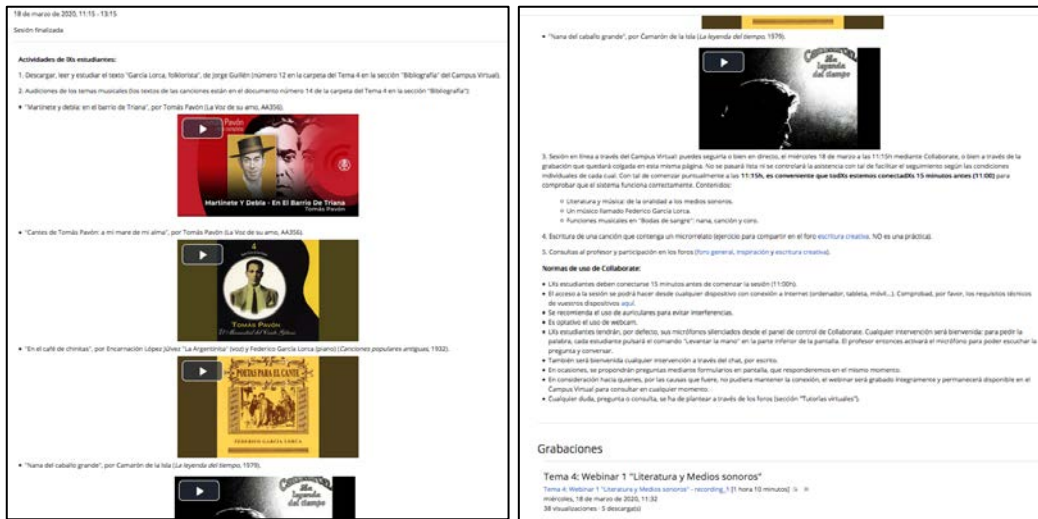 18 de marzo de 2020, 11:15 - 13:15
Sesión finalizada
Actividades de lXs estudiantes:
1. Descargar, leer y estudiar el texto "García Lorca, folklorista", de Jorge Guillén (número 12 en la carpeta del Tema 4 en la sección "Bibliografía" del Campus Virtual).
2. Audiciones de los temas musicales (los textos de las canciones están en el documento número 14 de la carpeta del Tema 4 en la sección "Bibliografía"):
• "Martinete y debla: en el barrio de Triana", por Tomás Pavón (La Voz de su amo, AA356).
Martinete Y Debla - En El Barrio De Triana
Tomás Pavón
• "Cantes de Tomás Pavón: a mi mare de mi alma", por Tomás Pavón (La Voz de su amo, AA356).
4
TOMÁS PAVÓN
• "En el café de chinitas", por Encarnación López Júlvez "La Argentinita" (voz) y Federico García Lorca (piano) (Canciones populares antiguas, 1932).
POETAS PARA EL CANTE
FEDERICO GARCIA LORCA
• "Nana del caballo grande", por Camarón de la Isla (La leyenda del tiempo, 1979).
La
leyenda
del tiempo
• "Nana del caballo grande", por Camarón de la Isla (La leyenda del tiempo, 1979).
La
leyenda
del tiempo
3. Sesión en línea a través del Campus Virtual: puedes seguirla o bien en directo, el miércoles 18 de marzo a las 11:15h mediante Collaborate, o bien a través de la
grabación que quedará colgada en esta misma página. No se pasará lista ni se controlará la asistencia con tal de facilitar el seguimiento según las condiciones
individuales de cada cual. Con tal de comenzar puntualmente a las 11:15h, es conveniente que todXs estemos conectadXs 15 minutos antes (11:00) para
comprobar que el sistema funciona correctamente. Contenidos:
○ Literatura y música: de la oralidad a los medios sonoros.
○ Un músico llamado Federico García Lorca.
○ Funciones musicales en "Bodas de sangre": nana, canción y coro.
4. Escritura de una canción que contenga un microrrelato (ejercicio para compartir en el foro escritura creativa. NO es una práctica).
5. Consultas al profesor y participación en los foros (foro general, inspiración y escritura creativa).
Normas de uso de Collaborate:
• LXs estudiantes deben conectarse 15 minutos antes de comenzar la sesión (11:00h).
• El acceso a la sesión se podrá hacer desde cualquier dispositivo con conexión a Internet (ordenador, tableta, móvil...). Comprobad, por favor, los requisitos técnicos
de vuestros dispositivos aquí.
• Se recomienda el uso de auriculares para evitar interferencias.
• Es optativo el uso de webcam.
• LXs estudiantes tendrán, por defecto, sus micrófonos silenciados desde el panel de control de Collaborate. Cualquier intervención será bienvenida: para pedir la
palabra, cada estudiante pulsará el comando "Levantar la mano" en la parte inferior de la pantalla. El profesor entonces activará el micrófono para poder escuchar la
pregunta y conversar.
• También será bienvenida cualquier intervención a través del chat, por escrito.
• En ocasiones, se propondrán preguntas mediante formularios en pantalla, que responderemos en el mismo momento.
• En consideración hacia quienes, por las causas que fuere, no pudiera mantener la conexión, el webinar será grabado íntegramente y permanecerá disponible en el
Campus Virtual para consultar en cualquier momento.
• Cualquier duda, pregunta o consulta, se ha de plantear a través de los foros (sección "Tutorías virtuales").
Grabaciones
Tema 4: Webinar 1 "Literatura y Medios sonoros"
Tema 4: Webinar 1 "Literatura y Medios sonoros" - recording_1 [1 hora 10 minutos]
miércoles, 18 de marzo de 2020, 11:32
38 visualizaciones · 5 descarga(s)